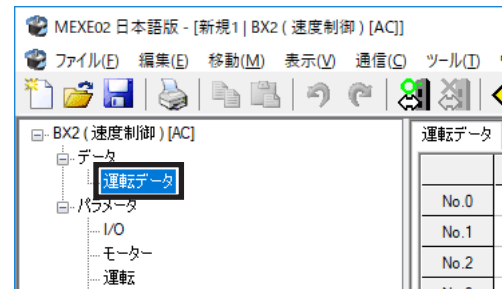 MEXE02 日本語版 - [新規1 | BX2 ( 速度制御 ) [AC]]
ファイル(F) 編集(E) 移動(M) 表示(V) 通信(C) ツール(T)
BX2 ( 速度制御 ) [AC]
データ
運転データ
パラメータ
I/O
モーター
運転
運転データ
No.0
No.1
No.2